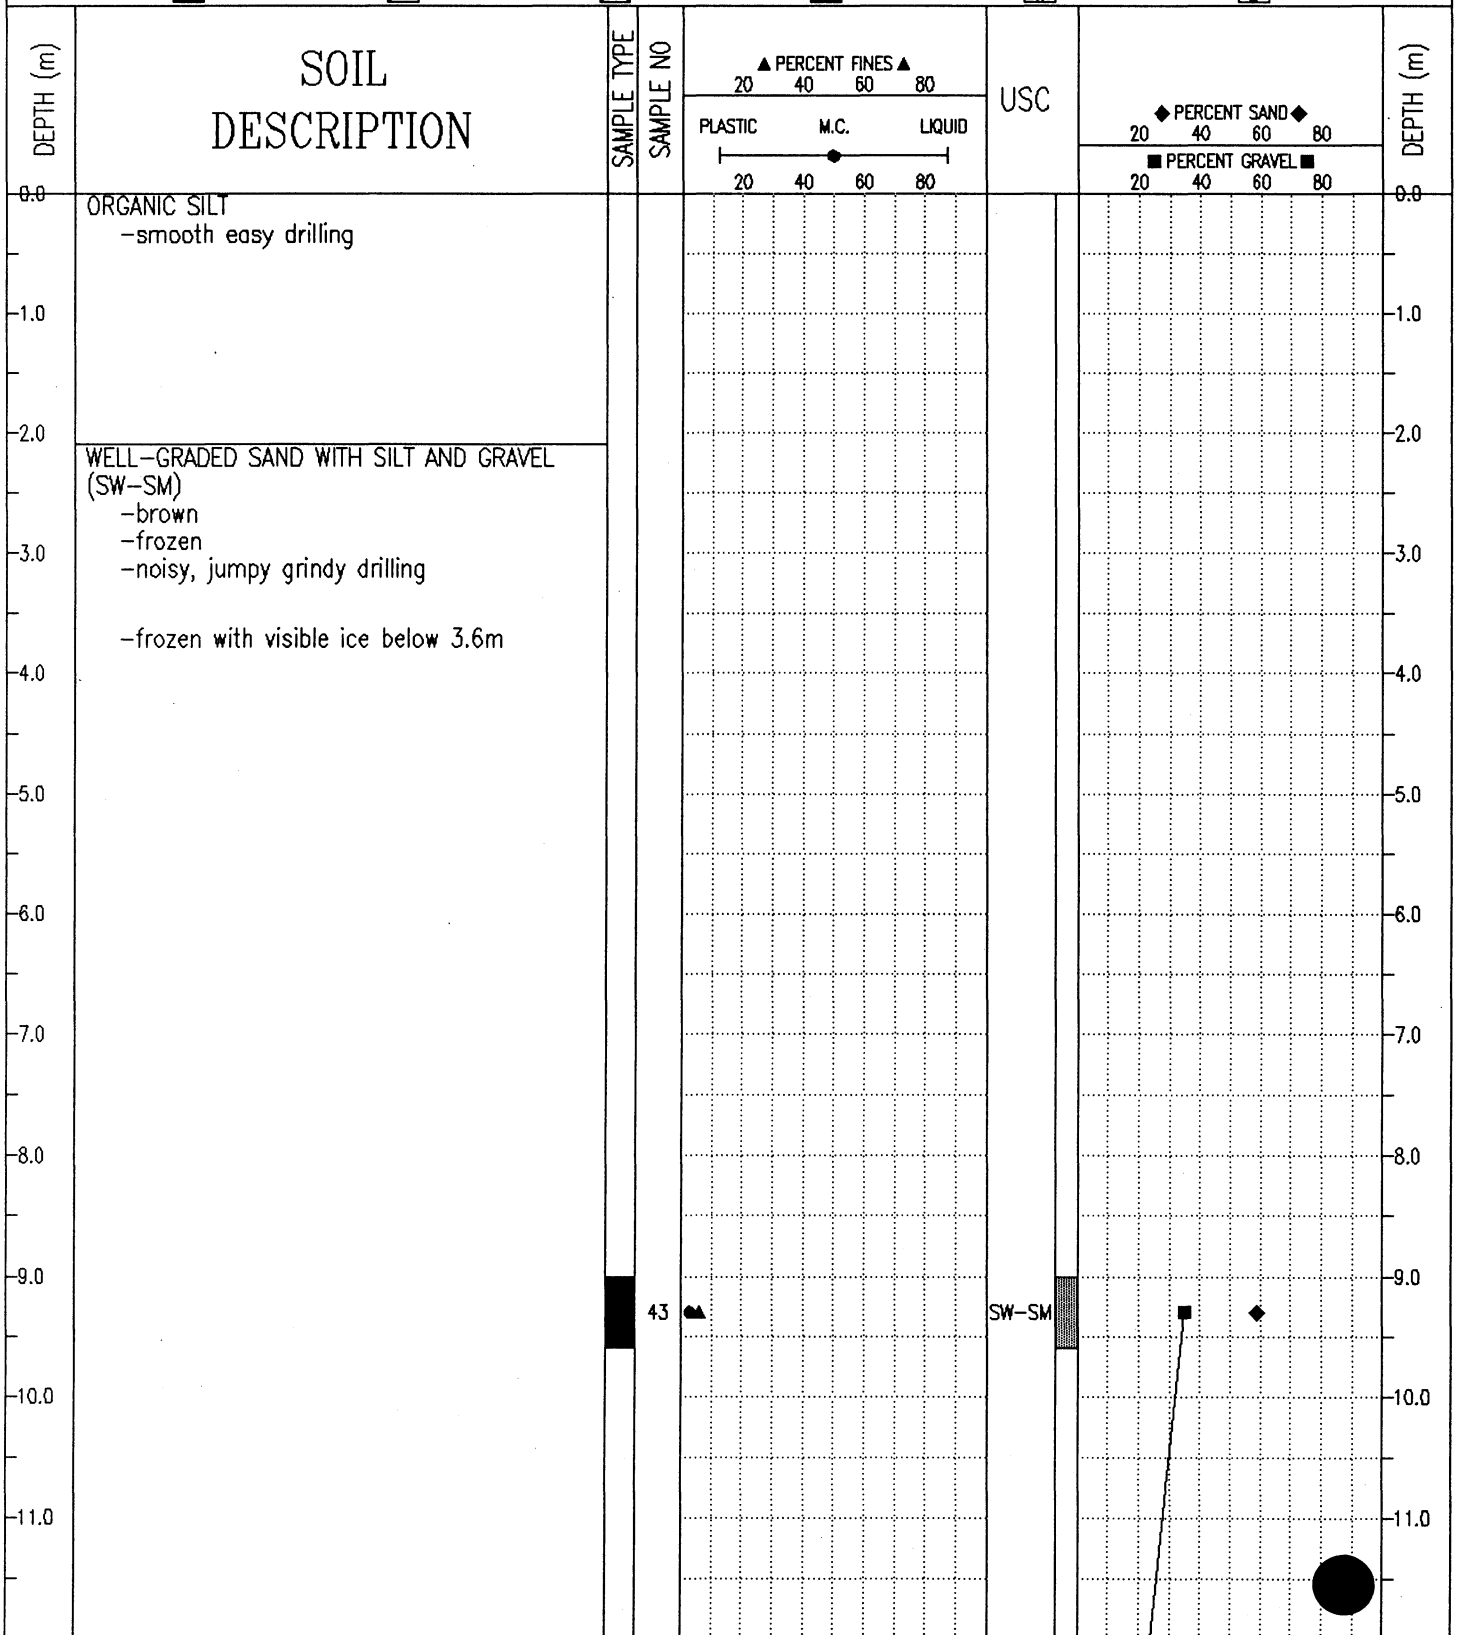 DEPTH (m)
SOIL
DESCRIPTION
SAMPLE TYPE
SAMPLE NO
▲ PERCENT FINES ▲
20 40 60 80
PLASTIC M.C. LIQUID
20 40 60 80
USC
◆ PERCENT SAND ◆
20 40 60 80
■ PERCENT GRAVEL ■
20 40 60 80
DEPTH (m)
0.0 0.0
ORGANIC SILT
-smooth easy drilling
1.0 1.0
2.0 2.0
WELL-GRADED SAND WITH SILT AND GRAVEL
(SW-SM)
-brown
-frozen
3.0 3.0
-noisy, jumpy grindy drilling
-frozen with visible ice below 3.6m
4.0 4.0
5.0 5.0
6.0 6.0
7.0 7.0
8.0 8.0
9.0 9.0
43 SW-SM
10.0 10.0
11.0 11.0